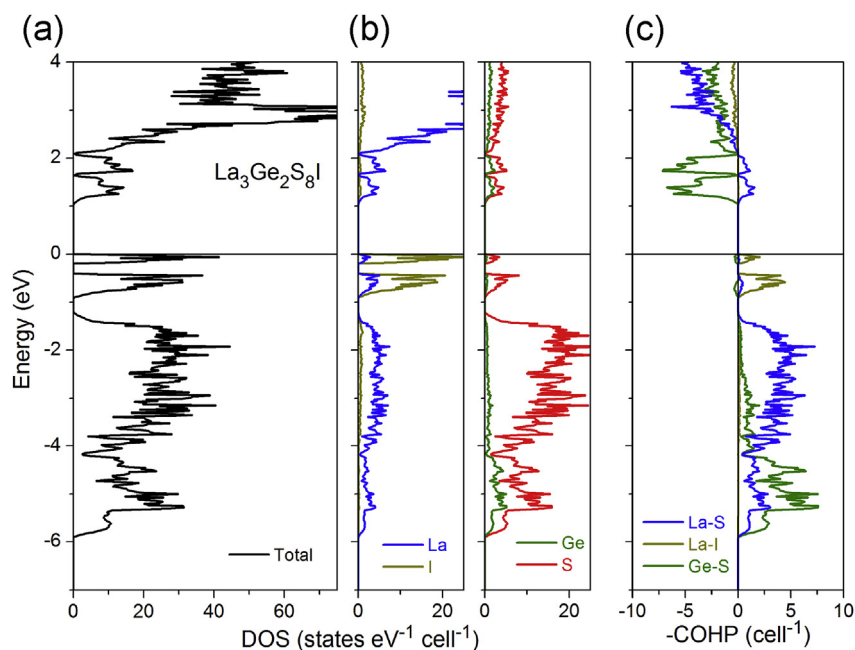 (a)
(b)
(c)
4
2
0
-2
-4
-6
Energy (eV)
La₃Ge₂S₈I
Total
La
I
Ge
S
La-S
La-I
Ge-S
0 20 40 60
0 20
0 20
-10 -5 0 5 10
DOS (states eV⁻¹ cell⁻¹)
-COHP (cell⁻¹)